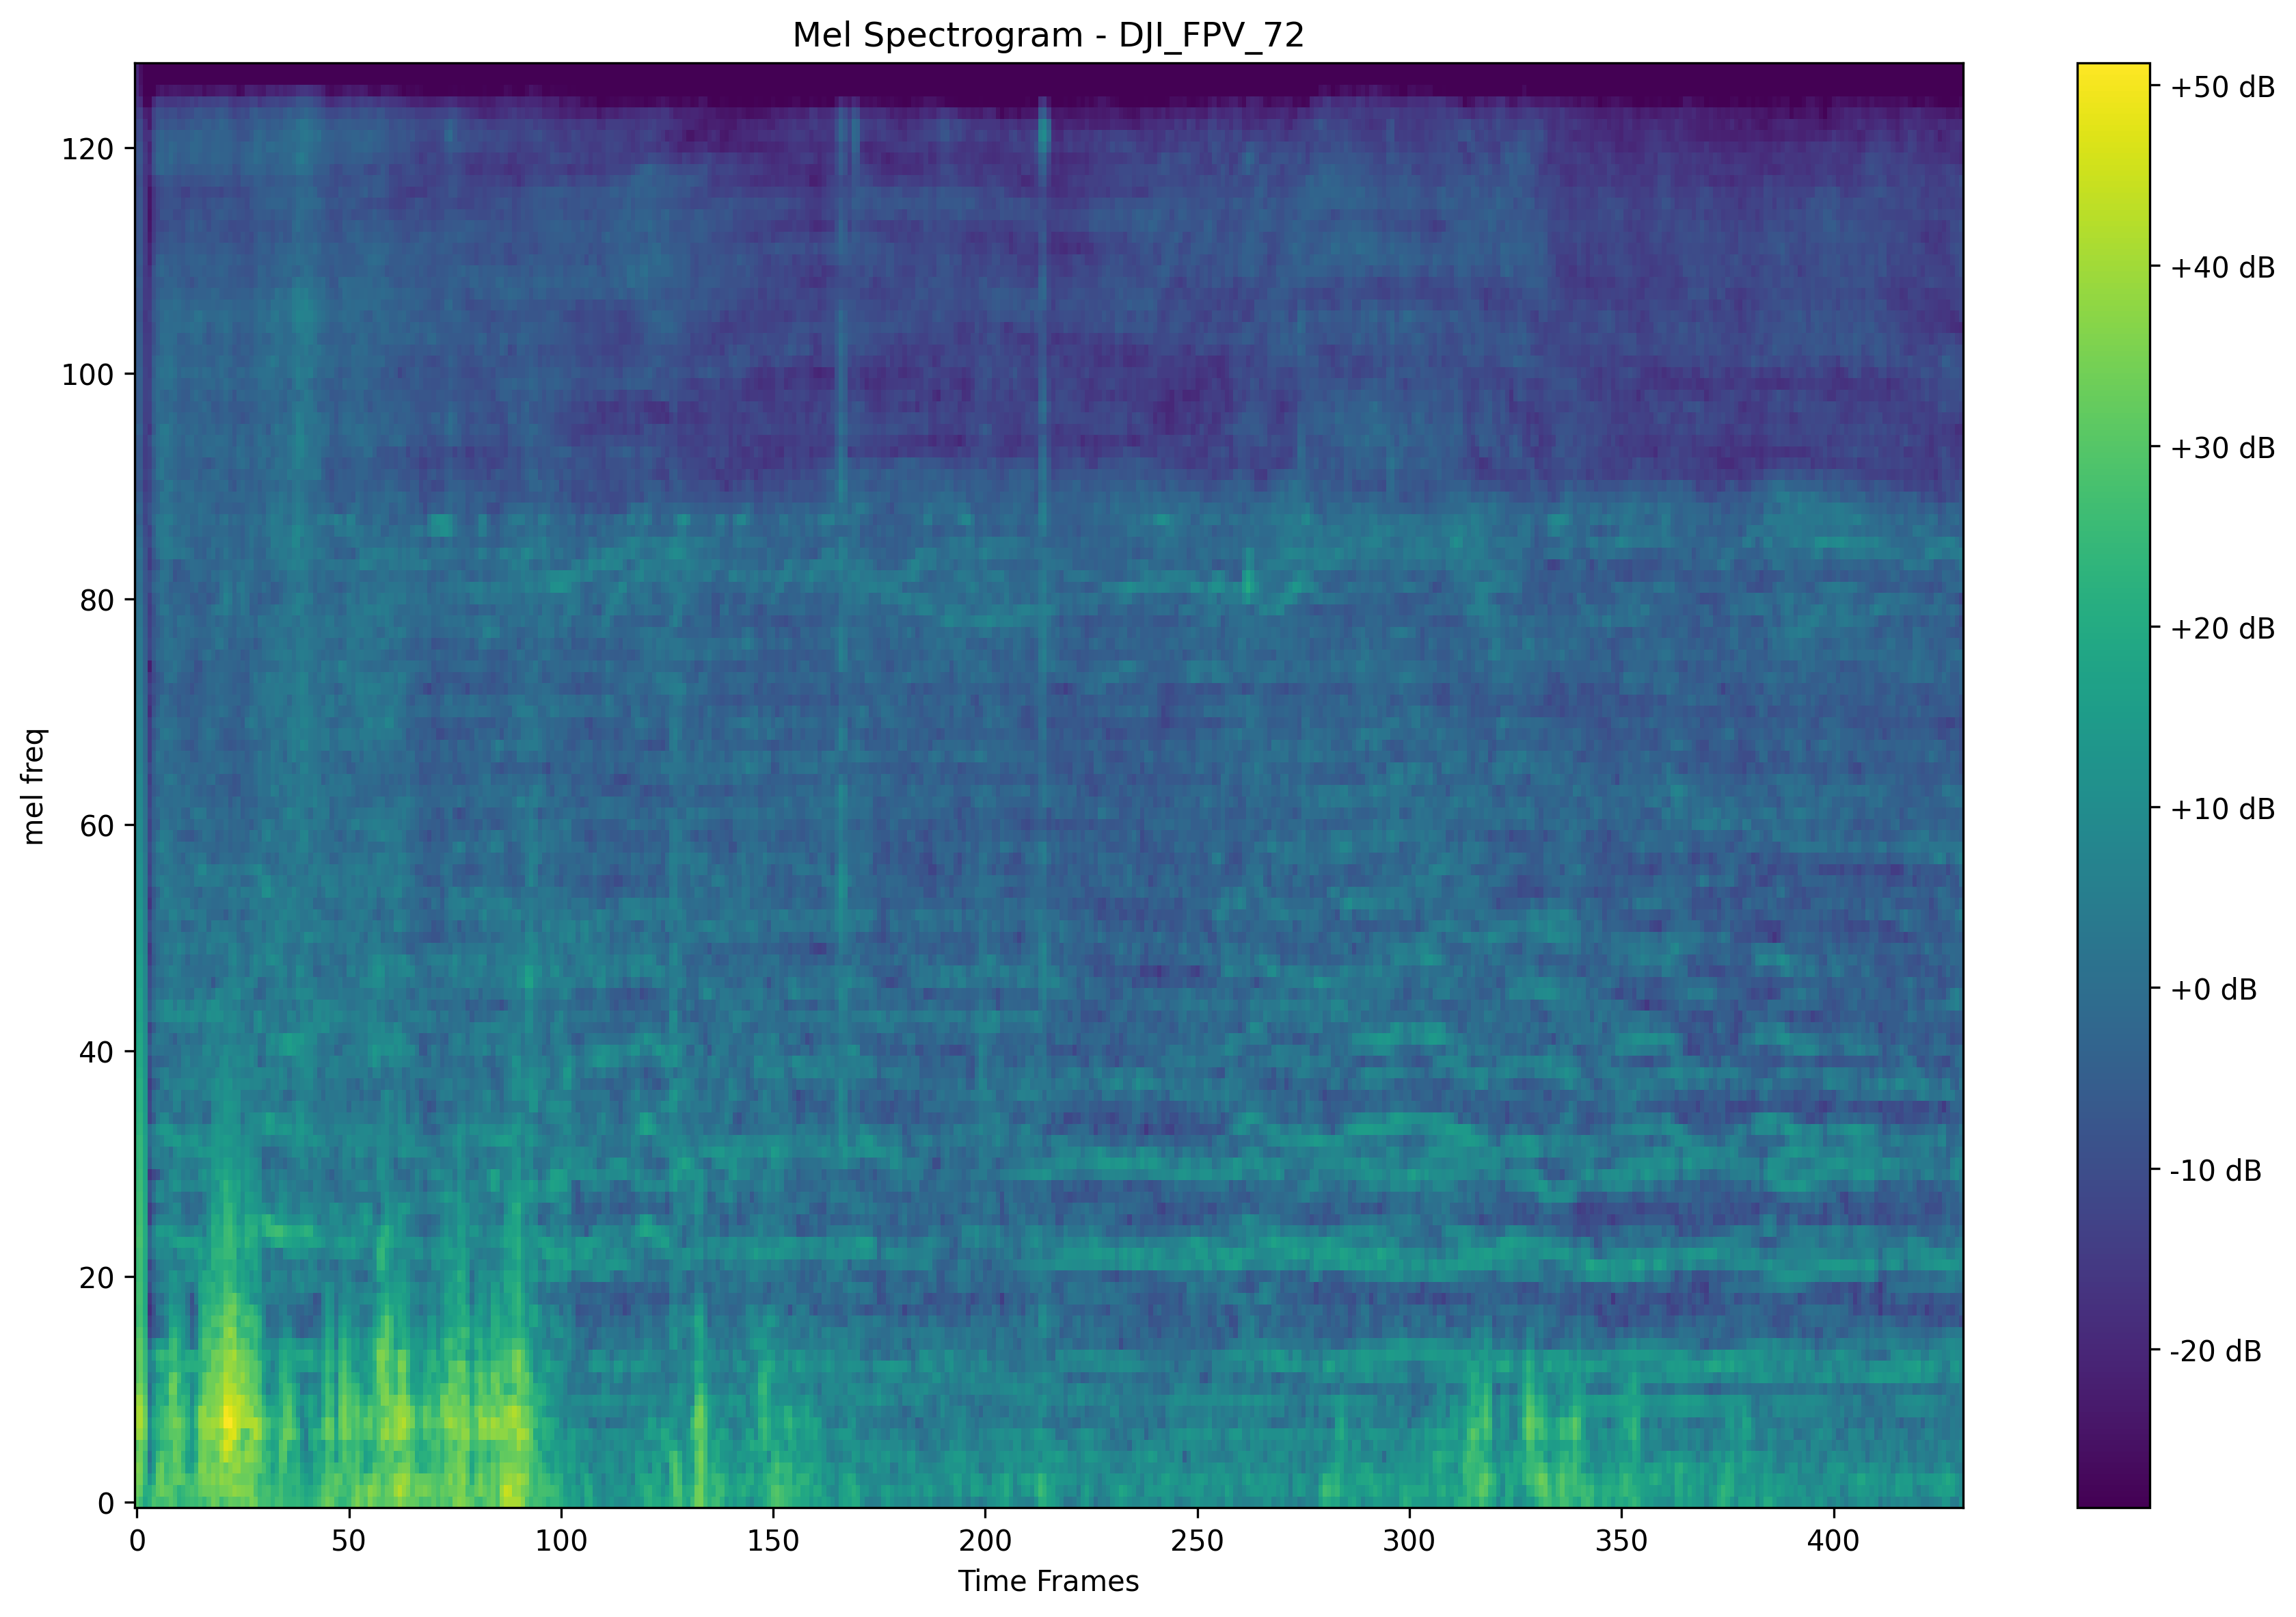 Mel Spectrogram - DJI_FPV_72
mel freq
120
100
80
60
40
20
0
0 50 100 150 200 250 300 350 400
Time Frames
+50 dB
+40 dB
+30 dB
+20 dB
+10 dB
+0 dB
-10 dB
-20 dB